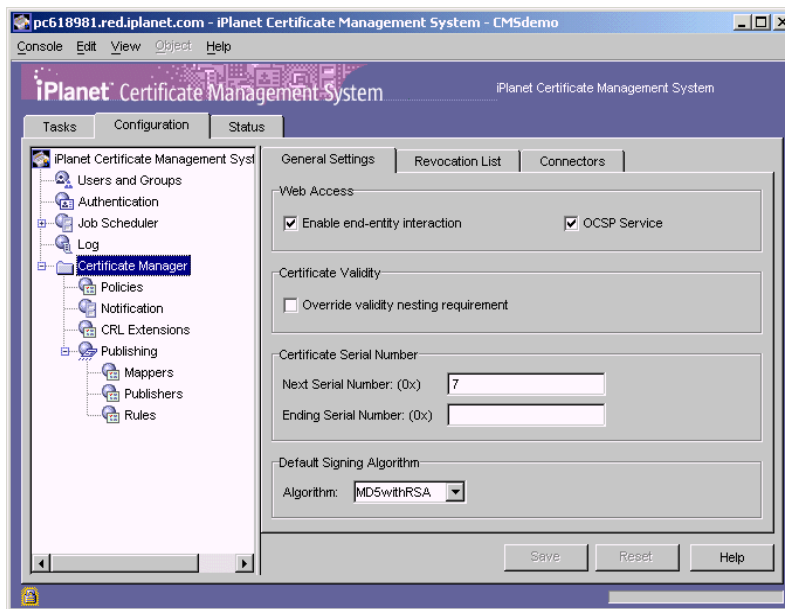 pc618981.red.iplanet.com - iPlanet Certificate Management System - CMSdemo
Console Edit View Object Help
iPlanet Certificate Management System
iPlanet Certificate Management System
Tasks Configuration Status
iPlanet Certificate Management Syst
Users and Groups
Authentication
Job Scheduler
Log
Certificate Manager
Policies
Notification
CRL Extensions
Publishing
Mappers
Publishers
Rules
General Settings Revocation List Connectors
Web Access
Enable end-entity interaction OCSP Service
Certificate Validity
Override validity nesting requirement
Certificate Serial Number
Next Serial Number: (0x) 7
Ending Serial Number: (0x)
Default Signing Algorithm
Algorithm: MD5withRSA
Save Reset Help